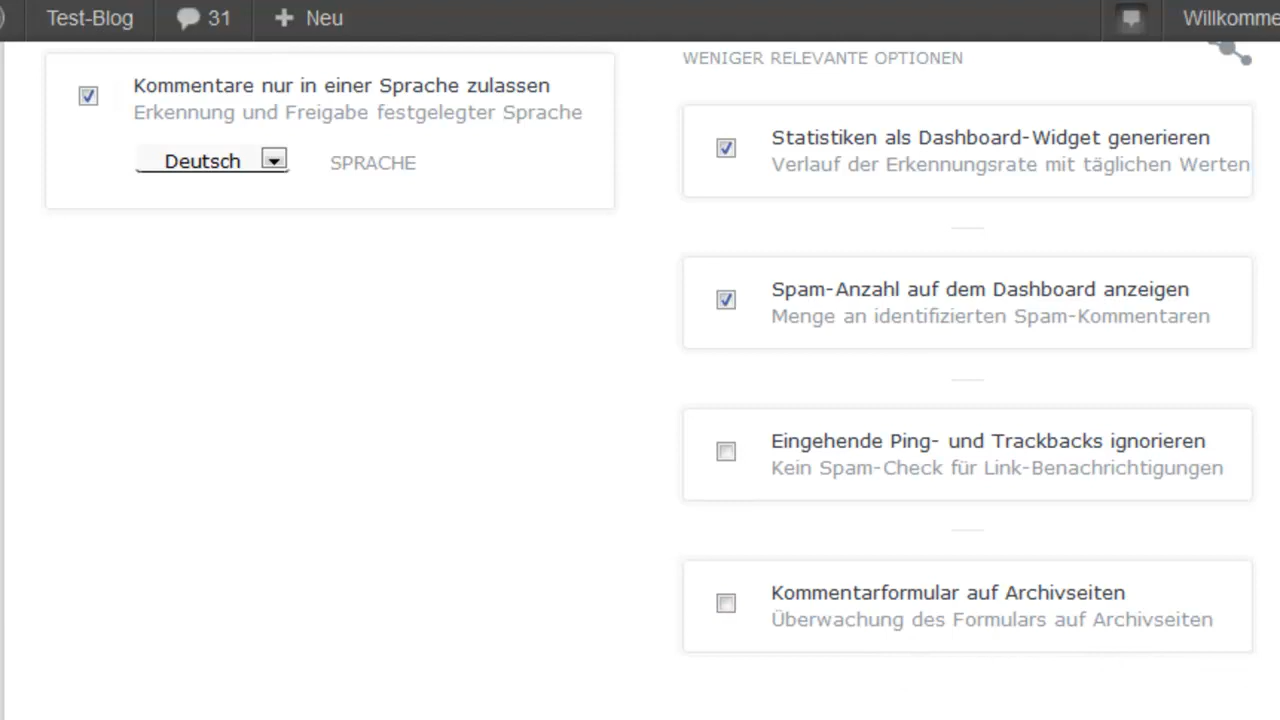 Test-Blog 31 Neu
Kommentare nur in einer Sprache zulassen
Erkennung und Freigabe festgelegter Sprache
Deutsch SPRACHE
WENIGER RELEVANTE OPTIONEN
Statistiken als Dashboard-Widget generieren
Verlauf der Erkennungsrate mit täglichen Werten
Spam-Anzahl auf dem Dashboard anzeigen
Menge an identifizierten Spam-Kommentaren
Eingehende Ping- und Trackbacks ignorieren
Kein Spam-Check für Link-Benachrichtigungen
Kommentarformular auf Archivseiten
Überwachung des Formulars auf Archivseiten